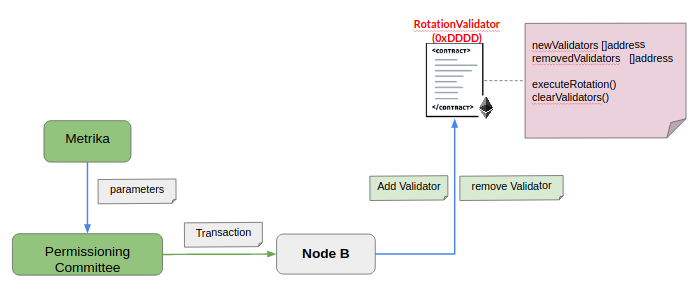 RotationValidator
(0xDDDD)
<contract>
</contract>
newValidators []address
removedValidators []address
executeRotation()
clearValidators()
Metrika
parameters
Add Validator
remove Validator
Permissioning
Committee
Transaction
Node B